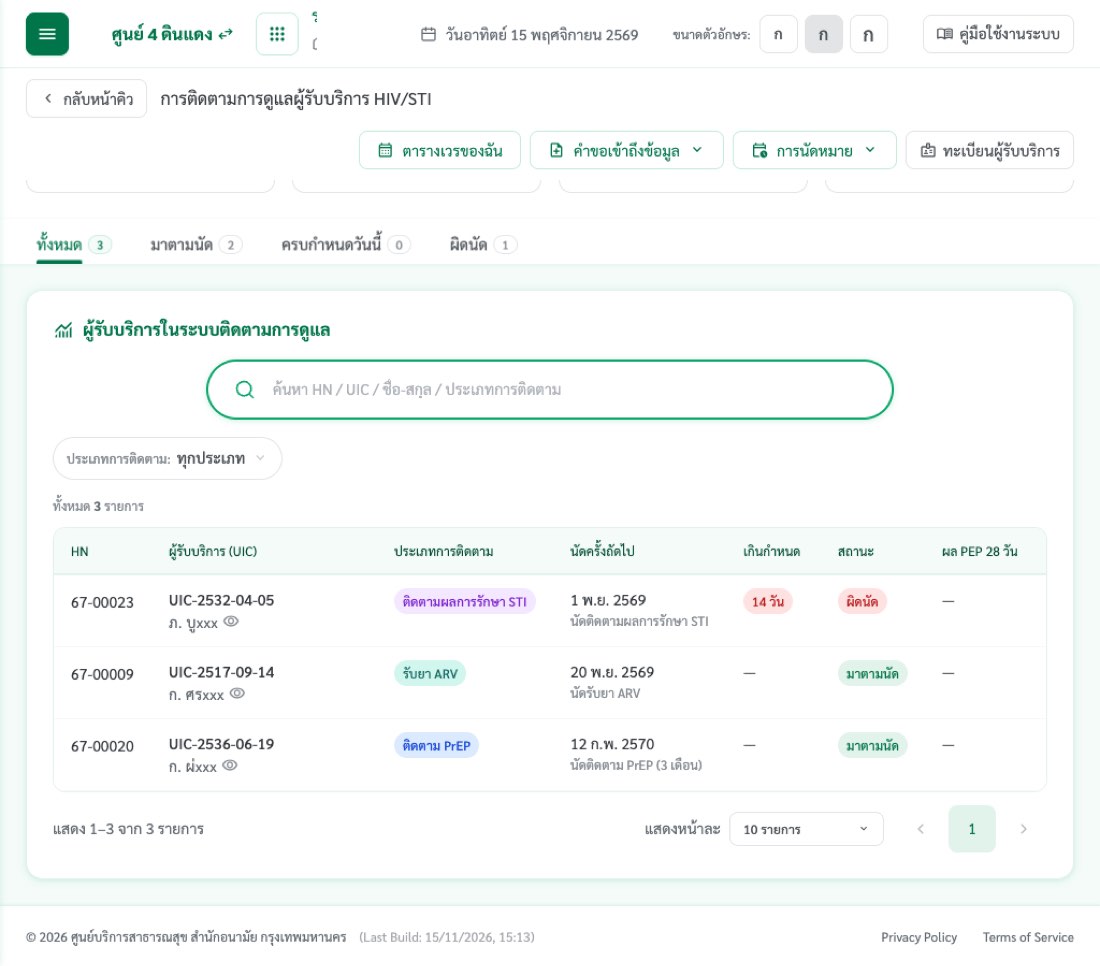 ศูนย์ 4 ดินแดง
วันอาทิตย์ 15 พฤศจิกายน 2569
ขนาดตัวอักษร: ก ก ก
คู่มือใช้งานระบบ
กลับหน้าคิว
การติดตามการดูแลผู้รับบริการ HIV/STI
ตารางเวรของฉัน
คำขอเข้าถึงข้อมูล
การนัดหมาย
ทะเบียนผู้รับบริการ
ทั้งหมด 3
มาตามนัด 2
ครบกำหนดวันนี้ 0
ผิดนัด 1
ผู้รับบริการในระบบติดตามการดูแล
ค้นหา HN / UIC / ชื่อ-สกุล / ประเภทการติดตาม
ประเภทการติดตาม: ทุกประเภท
ทั้งหมด 3 รายการ
HN ผู้รับบริการ (UIC) ประเภทการติดตาม นัดครั้งถัดไป เกินกำหนด สถานะ ผล PEP 28 วัน
67-00023 UIC-2532-04-05 ติดตามผลการรักษา STI 1 พ.ย. 2569 14 วัน ผิดนัด —
ภ. บูxxx นัดติดตามผลการรักษา STI
67-00009 UIC-2517-09-14 รับยา ARV 20 พ.ย. 2569 — มาตามนัด —
ก. ศรxxx นัดรับยา ARV
67-00020 UIC-2536-06-19 ติดตาม PrEP 12 ก.พ. 2570 — มาตามนัด —
ก. ผ่xxx นัดติดตาม PrEP (3 เดือน)
แสดง 1–3 จาก 3 รายการ
แสดงหน้าละ 10 รายการ 1
© 2026 ศูนย์บริการสาธารณสุข สำนักอนามัย กรุงเทพมหานคร (Last Build: 15/11/2026, 15:13)
Privacy Policy Terms of Service